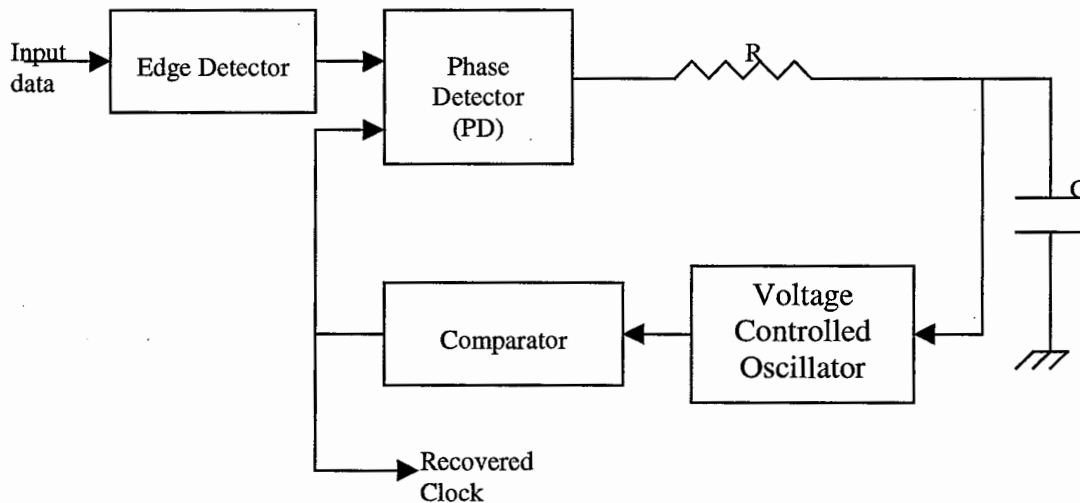 Input
data
Edge Detector
Phase
Detector
(PD)
R
C
Voltage
Controlled
Oscillator
Comparator
Recovered
Clock